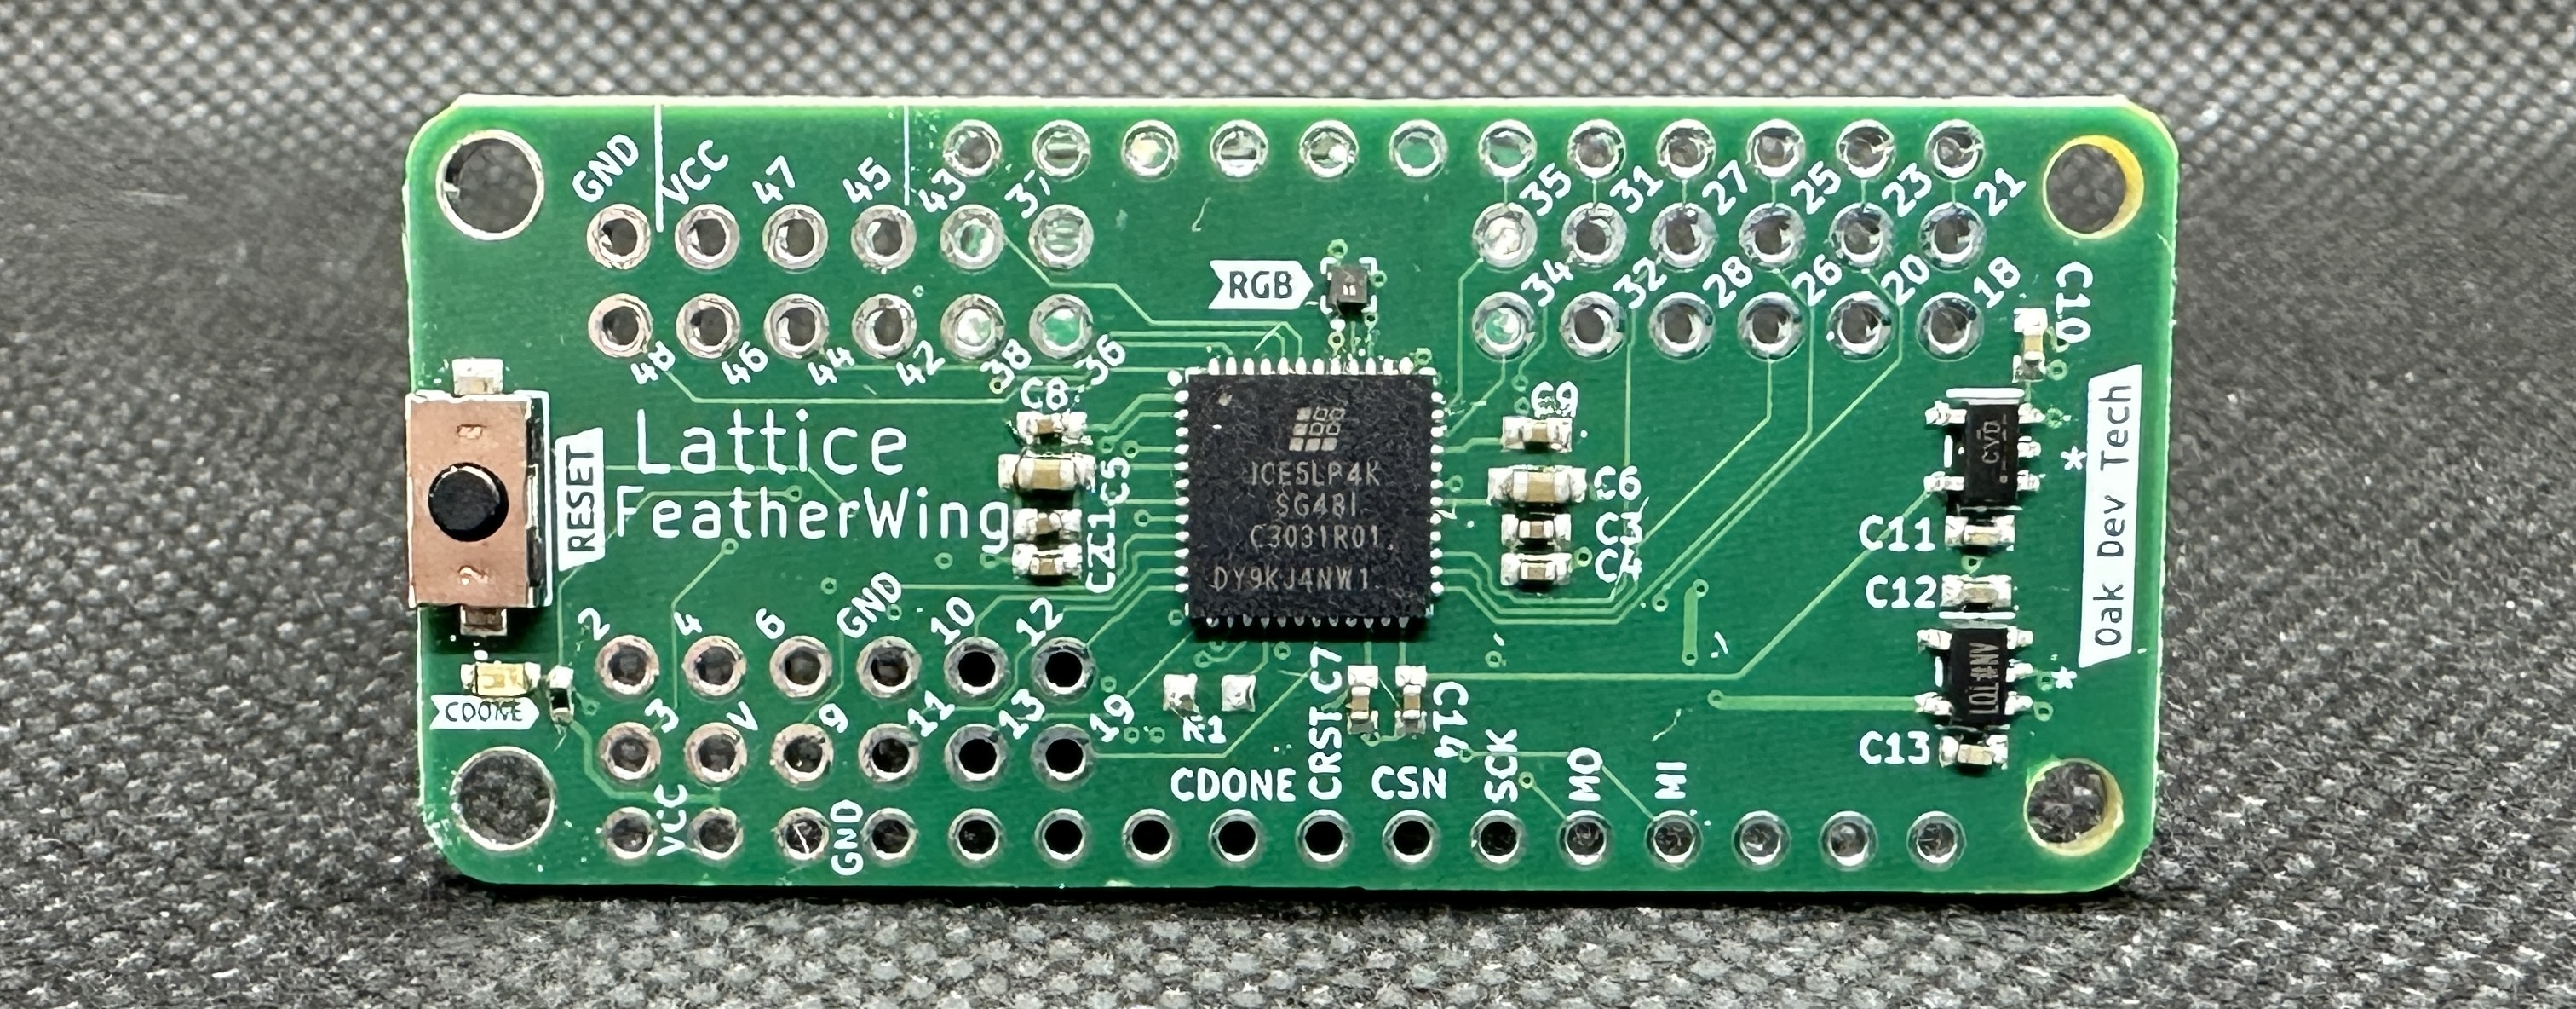 GND
VCC
47
45
43
37
35
31
27
25
23
21
RGB
34
32
28
26
20
18
48
46
44
42
38
36
C10
C8
C9
Lattice
FeatherWing
RESET
C5
C1
C2
ICE5LP4K
SG48I
C3031R01
DY9KJ4NW1
C6
C3
C4
CYD
*
Oak Dev Tech
C11
C12
*
C13
2
4
6
GND
10
12
CDONE
3
9
11
13
19
R1
C7
C14
VCC
GND
CDONE
CRST
CSN
SCK
MO
MI